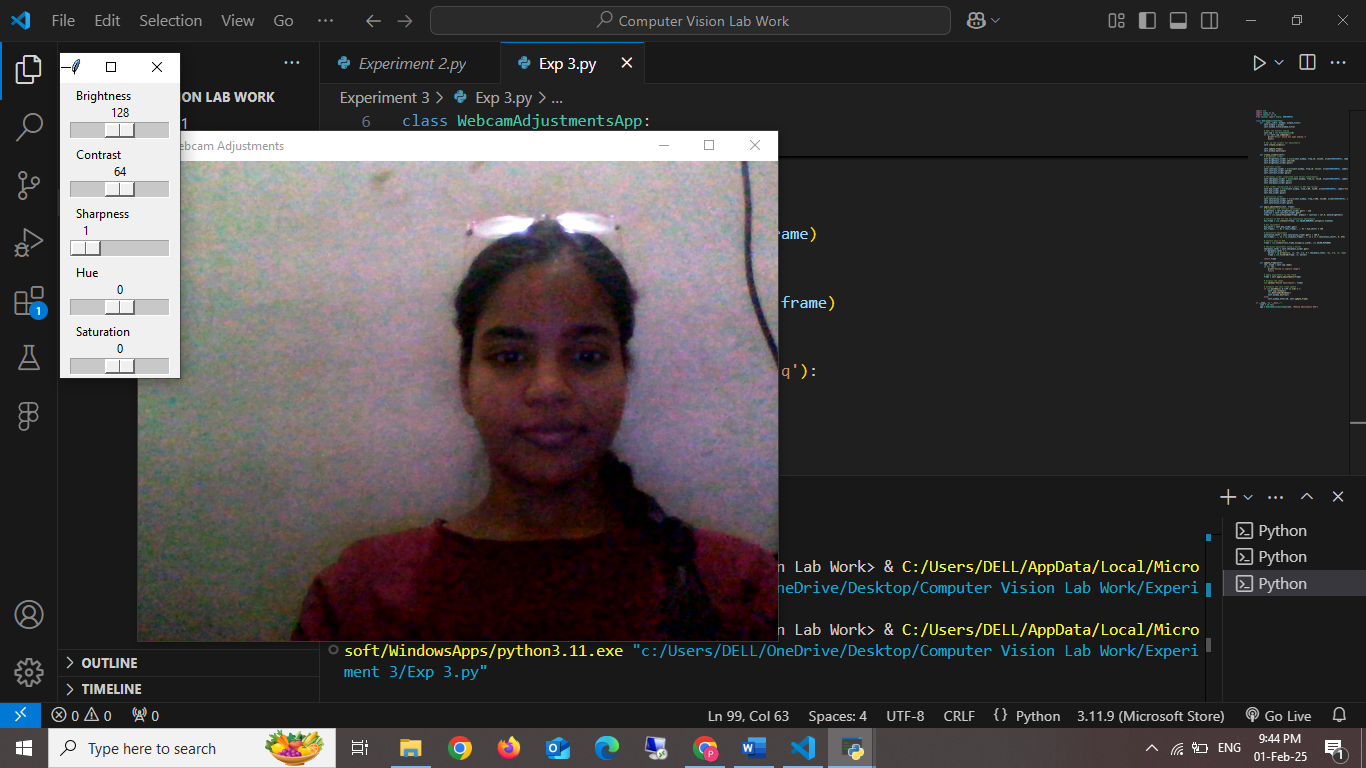 File Edit Selection View Go ···
Computer Vision Lab Work
ON LAB WORK
Experiment 2.py
Exp 3.py
Experiment 3 > Exp 3.py > ...
6 class WebcamAdjustmentsApp:
Brightness
128
Contrast
64
Sharpness
1
Hue
0
Saturation
0
1
ebcam Adjustments
rame)
frame)
q'):
1
n Lab Work> & C:/Users/DELL/AppData/Local/Micro
neDrive/Desktop/Computer Vision Lab Work/Experi
n Lab Work> & C:/Users/DELL/AppData/Local/Micro
soft/WindowsApps/python3.11.exe "c:/Users/DELL/OneDrive/Desktop/Computer Vision Lab Work/Experi
ment 3/Exp 3.py"
Python
Python
Python
OUTLINE
TIMELINE
0 0 0
Ln 99, Col 63 Spaces: 4 UTF-8 CRLF {} Python 3.11.9 (Microsoft Store) Go Live
Type here to search
ENG
9:44 PM
01-Feb-25
1